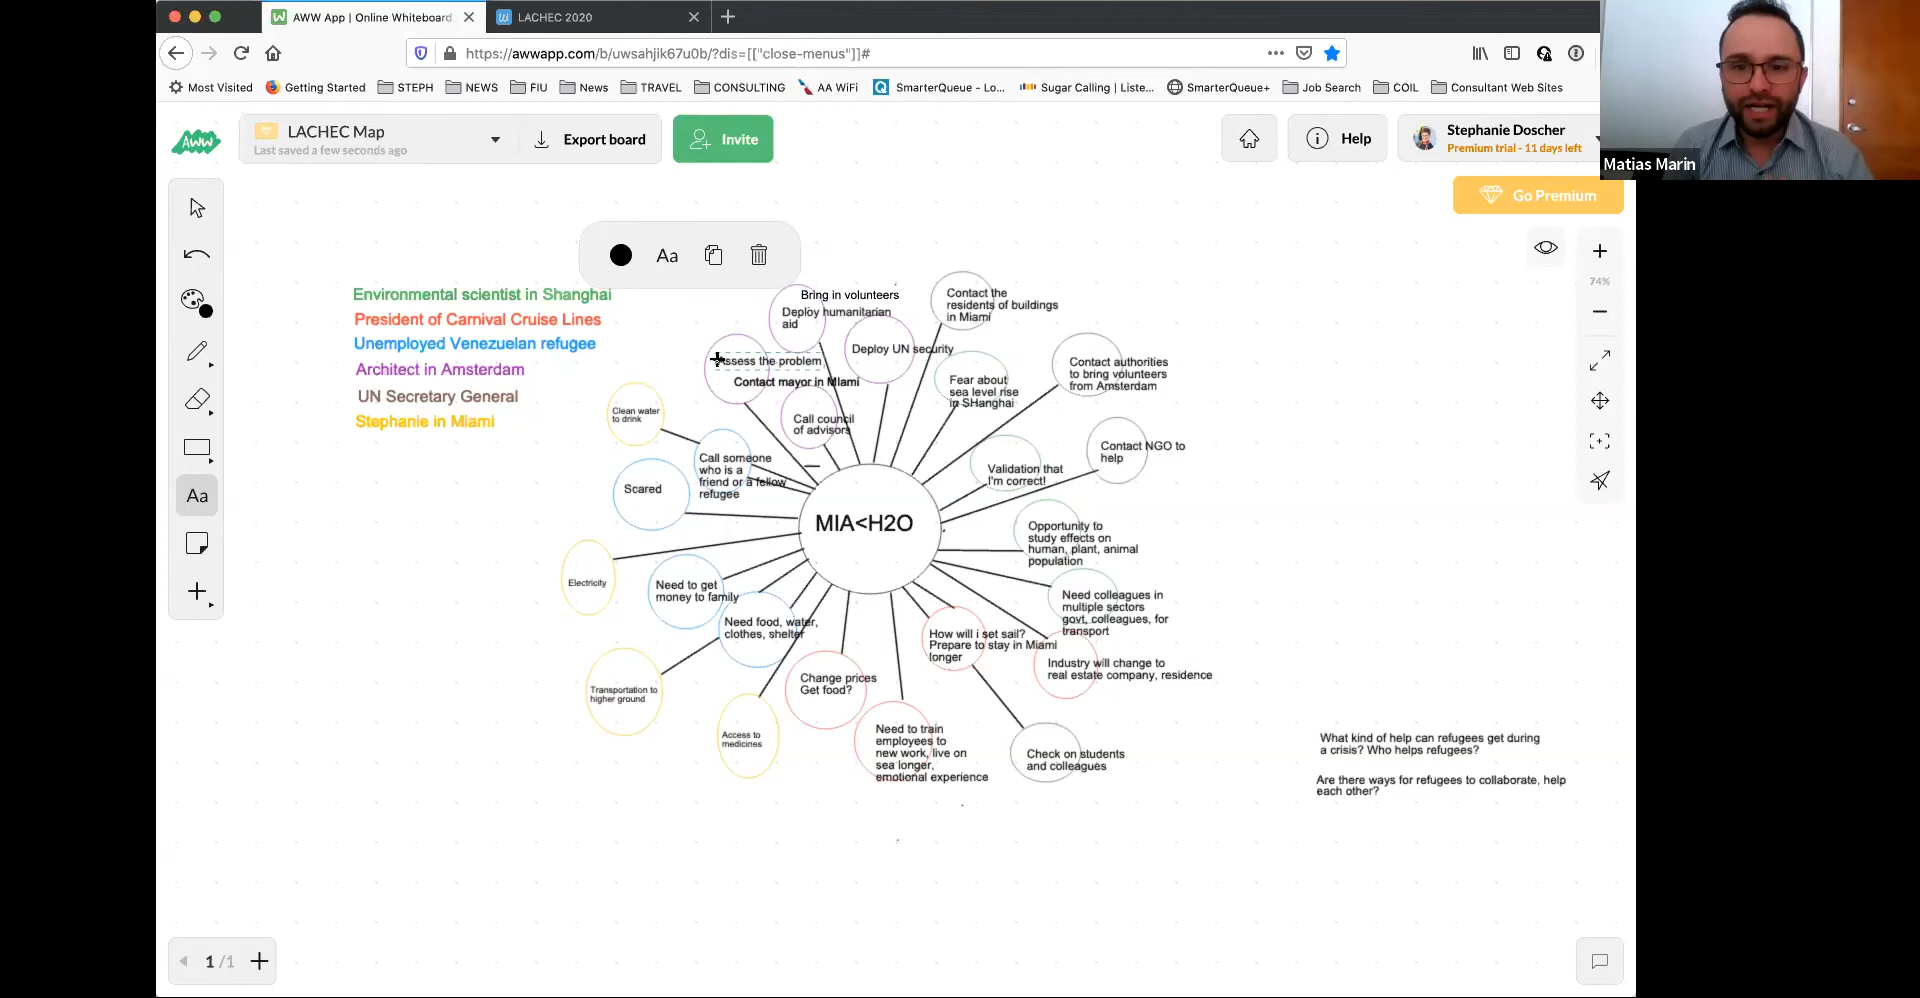 AWW App | Online Whiteboard
LACHEC 2020
https://awwapp.com/b/uwsahjik67u0b/?dis=[["close-menus"]]#
Most Visited
Getting Started
STEPH
NEWS
FIU
News
TRAVEL
CONSULTING
AA WiFi
SmarterQueue - Lo...
Sugar Calling | Liste...
SmarterQueue+
Job Search
COIL
Consultant Web Sites
AWW
LACHEC Map
Last saved a few seconds ago
Export board
Invite
Help
Stephanie Doscher
Premium trial - 11 days left
Matias Marin
Go Premium
74%
Aa
Aa
Environmental scientist in Shanghai
President of Carnival Cruise Lines
Unemployed Venezuelan refugee
Architect in Amsterdam
UN Secretary General
Stephanie in Miami
Bring in volunteers
Deploy humanitarian
aid
Contact the
residents of buildings
in Miami
Deploy UN security
Assess the problem
Contact mayor in MIami
Call council
of advisors
Fear about
sea level rise
in SHanghai
Contact authorities
to bring volunteers
from Amsterdam
Clean water
to drink
Call someone
who is a
friend or a fellow
refugee
Scared
Contact NGO to
help
Validation that
I'm correct!
MIA<H2O
Opportunity to
study effects on
human, plant, animal
population
Electricity
Need to get
money to family
Need food, water,
clothes, shelter
Need colleagues in
multiple sectors
govt, colleagues, for
transport
How will i set sail?
Prepare to stay in Miami
longer
Industry will change to
real estate company, residence
Transportation to
higher ground
Change prices
Get food?
Access to
medicines
Need to train
employees to
new work, live on
sea longer,
emotional experience
Check on students
and colleagues
What kind of help can refugees get during
a crisis? Who helps refugees?
Are there ways for refugees to collaborate, help
each other?
1 /1